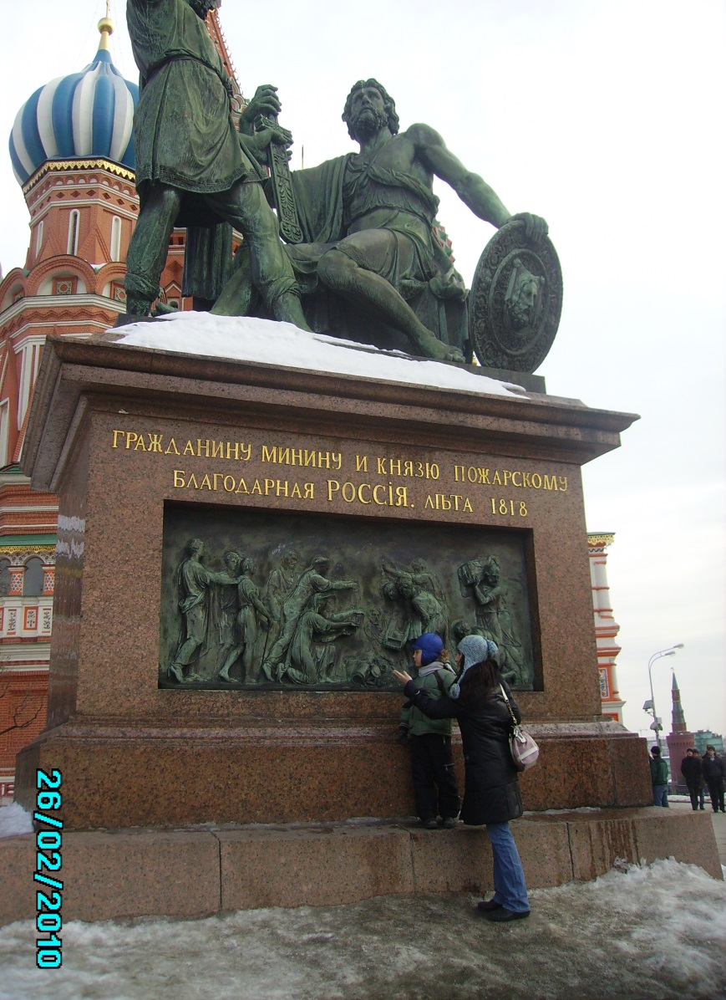 ГРАЖДАНИНУ МИНИНУ И КНЯЗЮ ПОЖАРСКОМУ
БЛАГОДАРНАЯ РОССІЯ. ЛѢТА 1818
26/02/2010